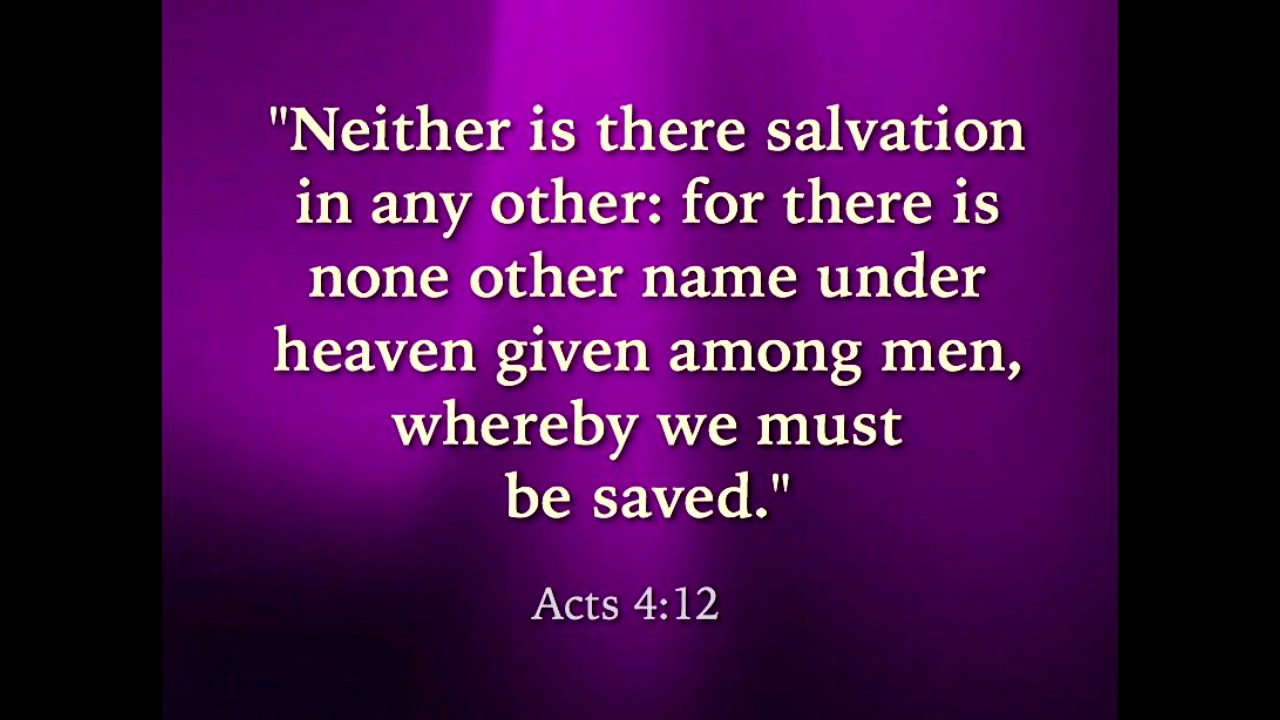 "Neither is there salvation
in any other: for there is
none other name under
heaven given among men,
whereby we must
be saved."
Acts 4:12